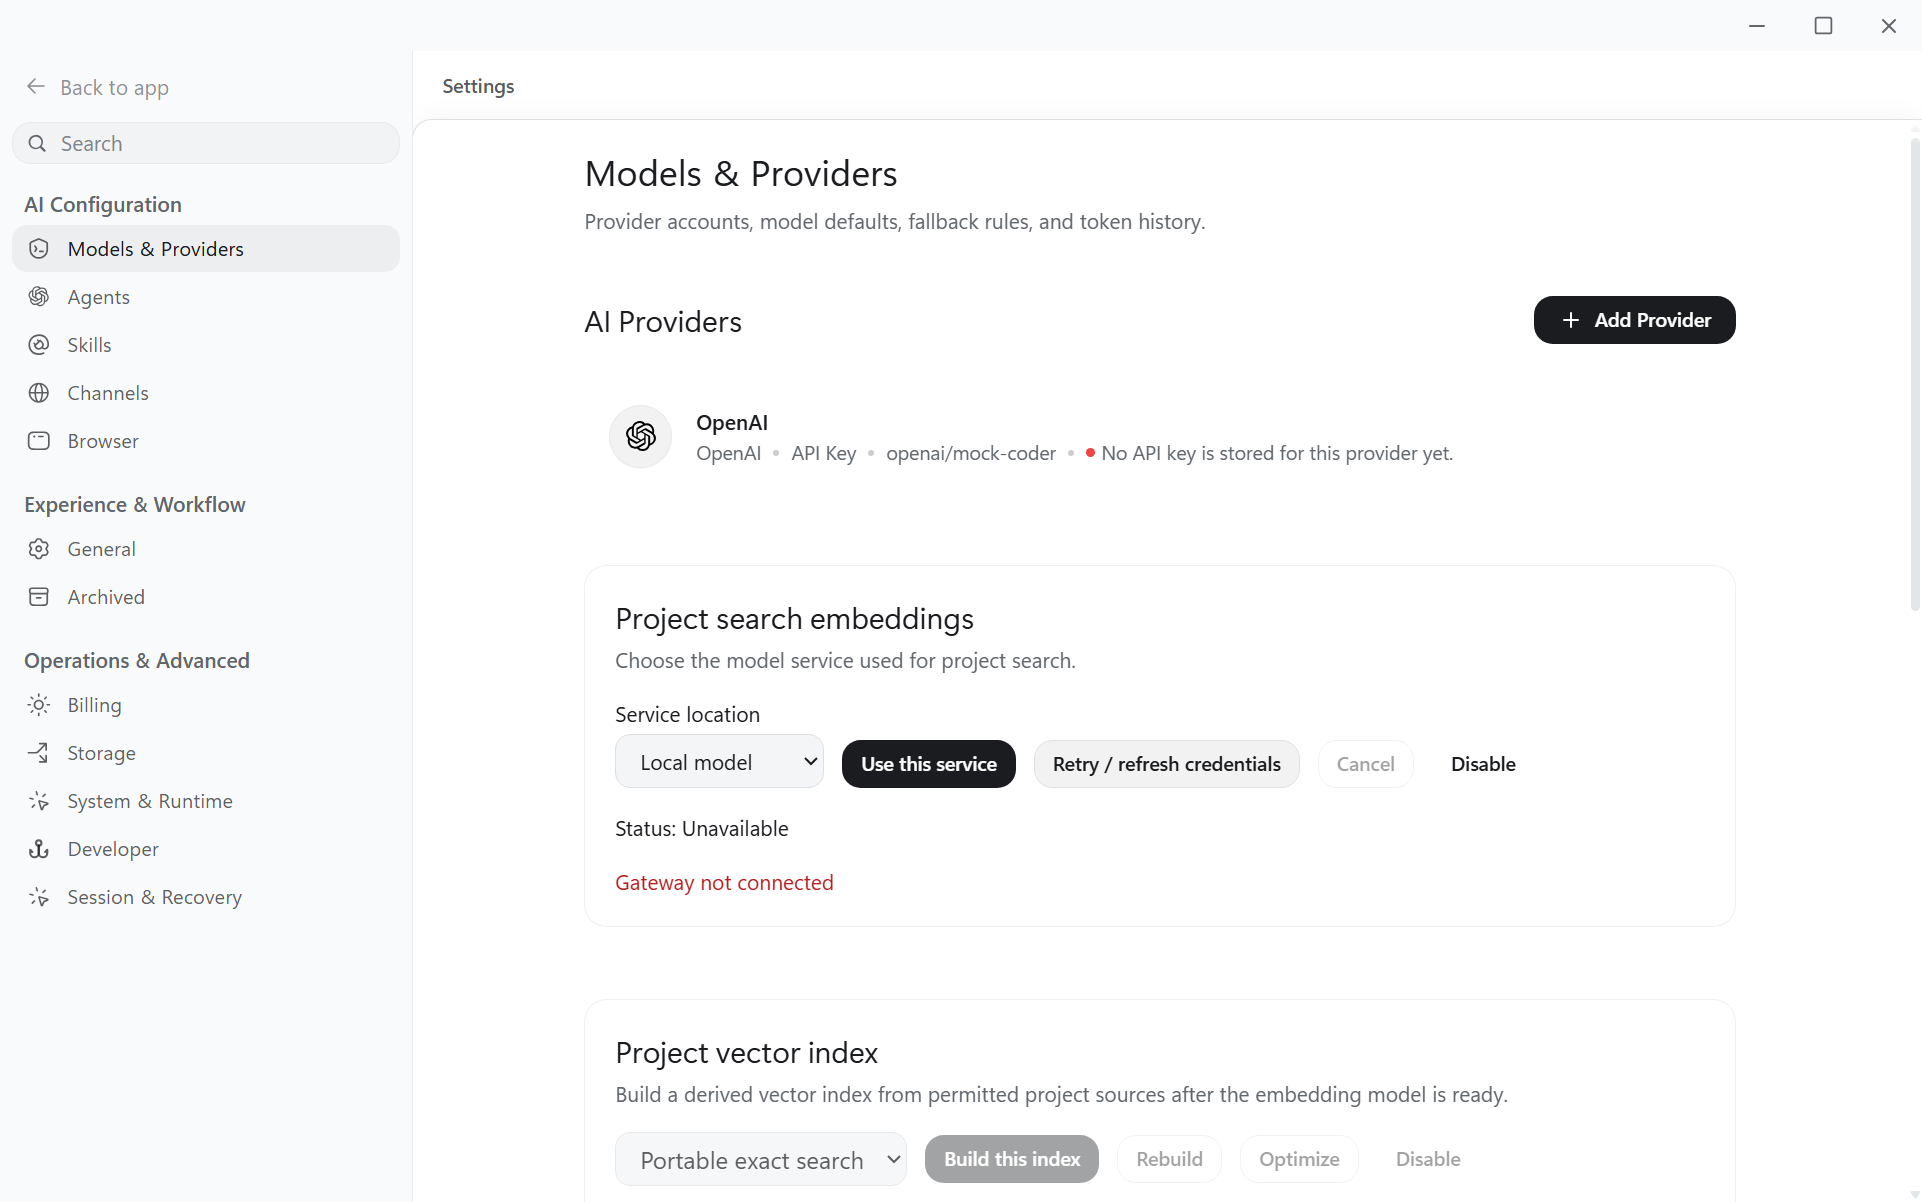 Back to app
Search
AI Configuration
Models & Providers
Agents
Skills
Channels
Browser
Experience & Workflow
General
Archived
Operations & Advanced
Billing
Storage
System & Runtime
Developer
Session & Recovery
Settings
Models & Providers
Provider accounts, model defaults, fallback rules, and token history.
AI Providers
Add Provider
OpenAI
OpenAI • API Key • openai/mock-coder • No API key is stored for this provider yet.
Project search embeddings
Choose the model service used for project search.
Service location
Local model Use this service Retry / refresh credentials Cancel Disable
Status: Unavailable
Gateway not connected
Project vector index
Build a derived vector index from permitted project sources after the embedding model is ready.
Portable exact search Build this index Rebuild Optimize Disable